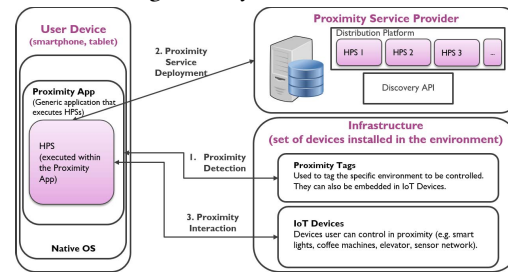 User Device
(smartphone, tablet)
Proximity App
(Generic application that
executes HPSs)
HPS
(executed within
the Proximity
App)
Native OS
2. Proximity
Service
Deployment
1. Proximity
Detection
3. Proximity
Interaction
Proximity Service Provider
Distribution Platform
HPS 1
HPS 2
HPS 3
...
Discovery API
Infrastructure
(set of devices installed in the environment)
Proximity Tags
Used to tag the specific environment to be controlled.
They can also be embedded in IoT Devices.
IoT Devices
Devices user can control in proximity (e.g. smart
lights, coffee machines, elevator, sensor network).